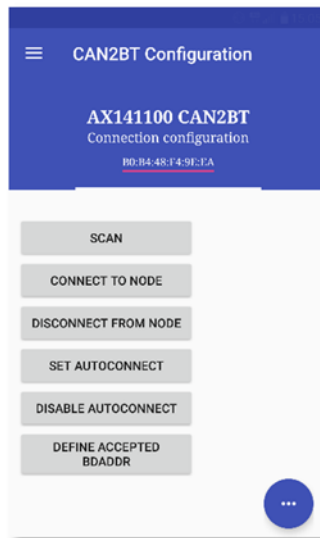 CAN2BT Configuration
AX141100 CAN2BT
Connection configuration
B0:B4:48:F4:9F:EA
SCAN
CONNECT TO NODE
DISCONNECT FROM NODE
SET AUTOCONNECT
DISABLE AUTOCONNECT
DEFINE ACCEPTED
BDADDR